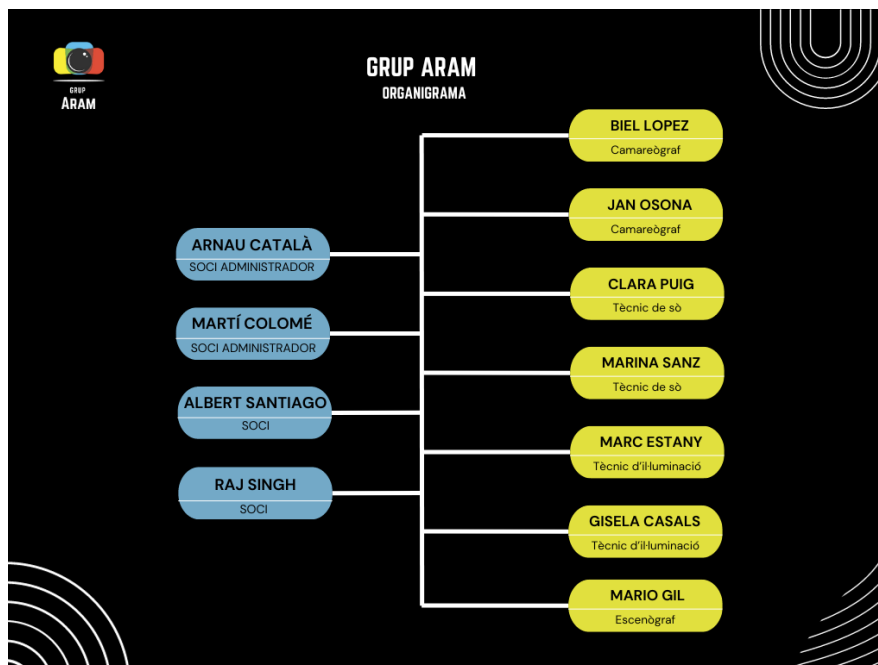 GRUP
ARAM
GRUP ARAM
ORGANIGRAMA
ARNAU CATALÀ
SOCI ADMINISTRADOR
MARTÍ COLOMÉ
SOCI ADMINISTRADOR
ALBERT SANTIAGO
SOCI
RAJ SINGH
SOCI
BIEL LOPEZ
Camareògraf
JAN OSONA
Camareògraf
CLARA PUIG
Tècnic de sò
MARINA SANZ
Tècnic de sò
MARC ESTANY
Tècnic d'il·luminació
GISELA CASALS
Tècnic d'il·luminació
MARIO GIL
Escenògraf